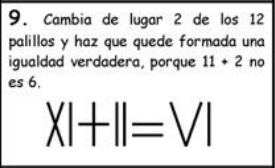 9. Cambia de lugar 2 de los 12
palillos y haz que quede formada una
igualdad verdadera, porque 11 + 2 no
es 6.
XI+II=VI